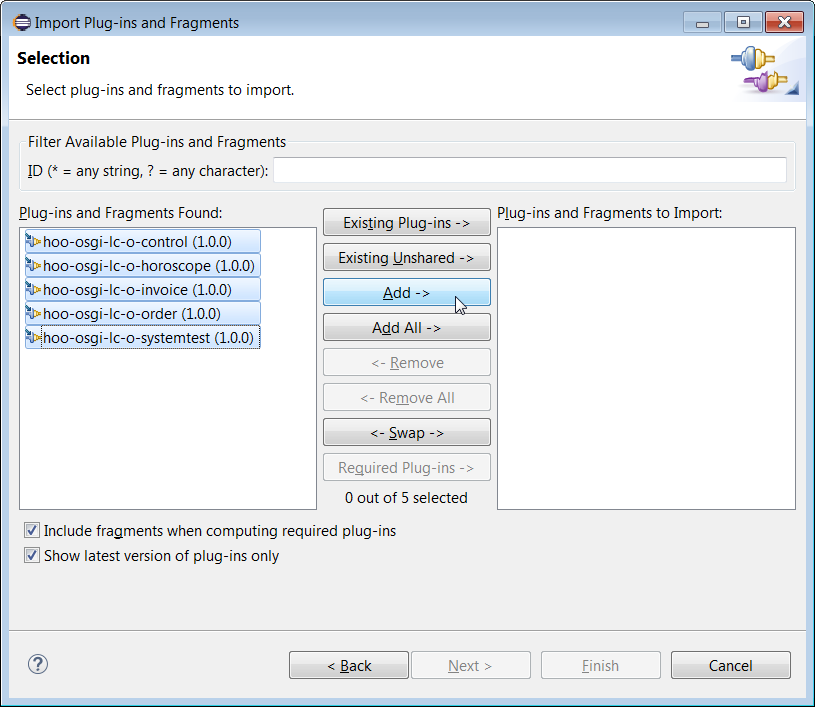 Import Plug-ins and Fragments
Selection
Select plug-ins and fragments to import.
Filter Available Plug-ins and Fragments
ID (* = any string, ? = any character):
Plug-ins and Fragments Found:
hoo-osgi-lc-o-control (1.0.0)
hoo-osgi-lc-o-horoscope (1.0.0)
hoo-osgi-lc-o-invoice (1.0.0)
hoo-osgi-lc-o-order (1.0.0)
hoo-osgi-lc-o-systemtest (1.0.0)
Existing Plug-ins ->
Existing Unshared ->
Add ->
Add All ->
<- Remove
<- Remove All
<- Swap ->
Required Plug-ins ->
0 out of 5 selected
Plug-ins and Fragments to Import:
Include fragments when computing required plug-ins
Show latest version of plug-ins only
?
< Back
Next >
Finish
Cancel